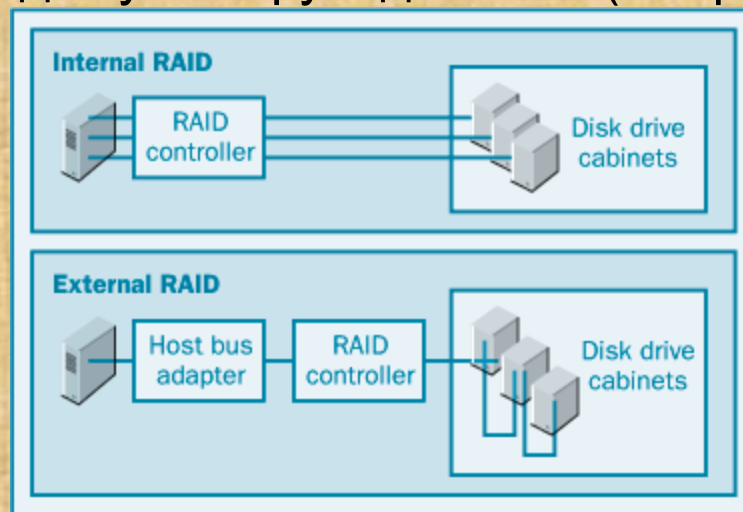 Internal RAID
RAID
controller
Disk drive
cabinets
External RAID
Host bus
adapter
RAID
controller
Disk drive
cabinets